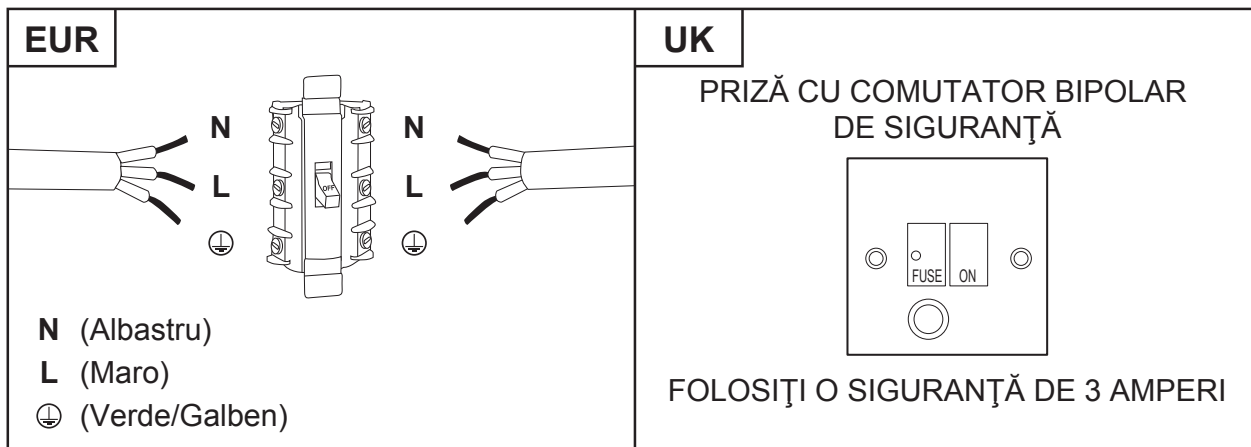 EUR
N N
L L
OFF
N (Albastru)
L (Maro)
(Verde/Galben)
UK
PRIZĂ CU COMUTATOR BIPOLAR
DE SIGURANŢĂ
FUSE ON
FOLOSIŢI O SIGURANŢĂ DE 3 AMPERI